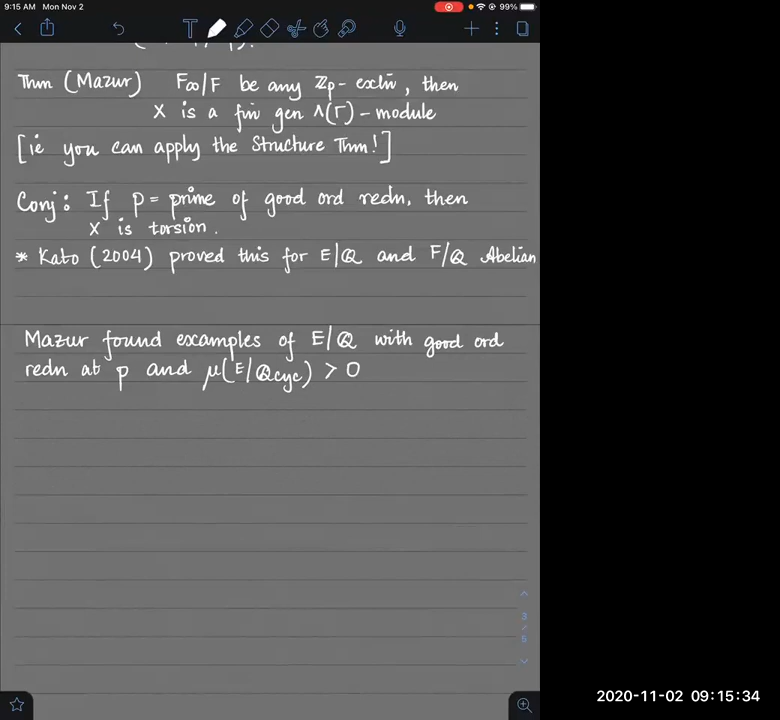 9:15 AM Mon Nov 2
99%
Thm (Mazur) F∞/F be any Zp - extn, then
X is a fin gen Λ(Γ) - module
[ie you can apply the Structure Thm!]
Conj: If p = prime of good ord redn, then
X is torsion.
* Kato (2004) proved this for E/Q and F/Q Abelian
Mazur found examples of E/Q with good ord
redn at p and μ(E/Qcyc) > 0
3
/
5
2020-11-02 09:15:34